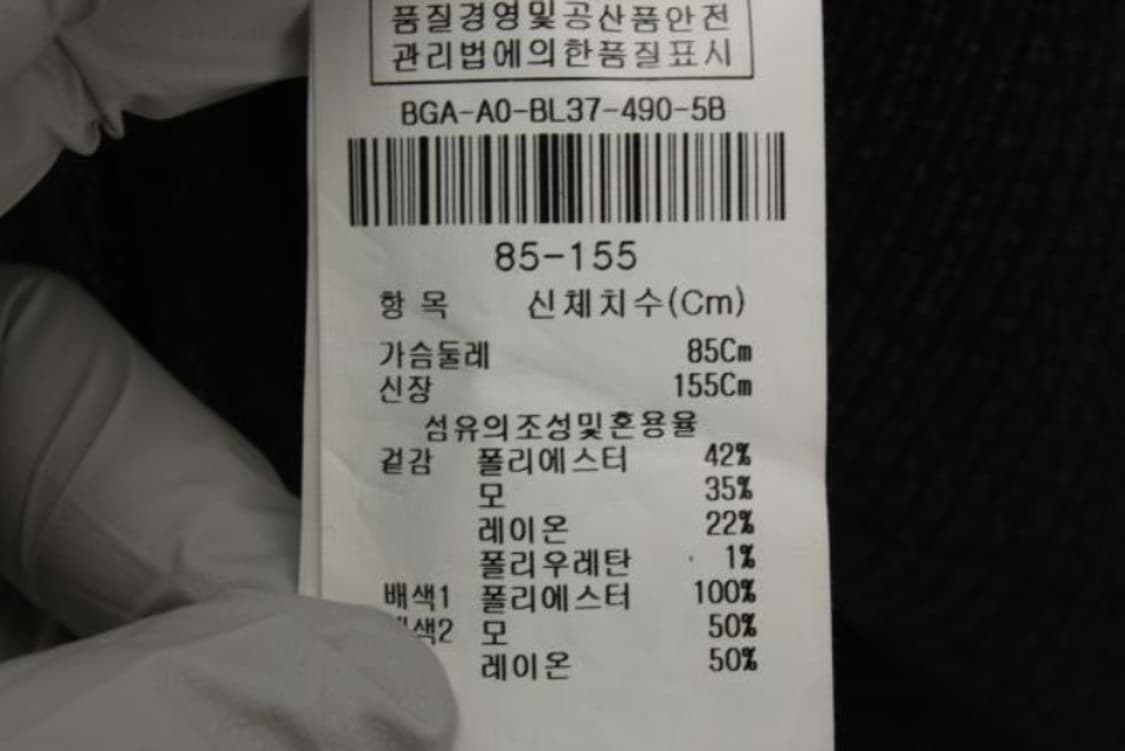 품질경영및공산품안전
관리법에의한품질표시
BGA-A0-BL37-490-5B
85-155
항 목 신체치수(Cm)
가슴둘레 85Cm
신장 155Cm
섬유의조성및혼용율
겉감 폴리에스터 42%
모 35%
레이온 22%
폴리우레탄 1%
배색1 폴리에스터 100%
색2 모 50%
레이온 50%